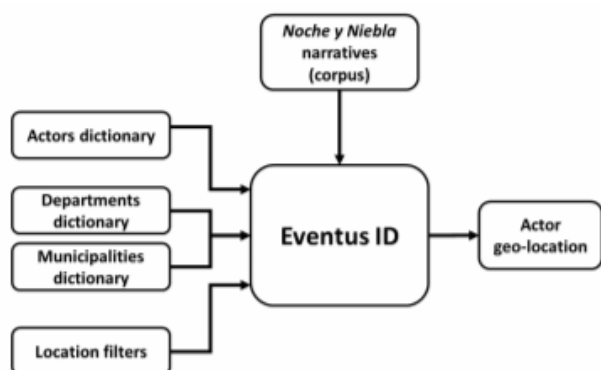 Noche y Niebla
narratives
(corpus)
Actors dictionary
Departments
dictionary
Municipalities
dictionary
Location filters
Eventus ID
Actor
geo-location